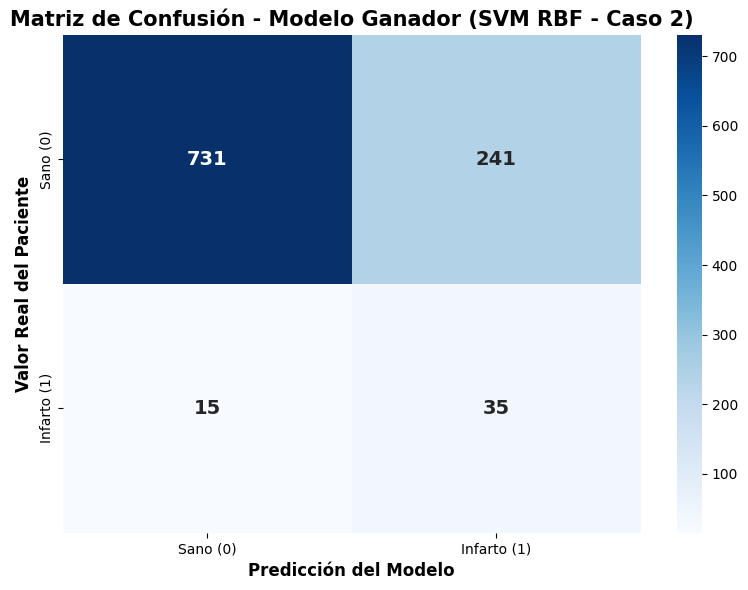 Matriz de Confusión - Modelo Ganador (SVM RBF - Caso 2)
Valor Real del Paciente
Sano (0)
731
241
Infarto (1)
15
35
Sano (0)
Infarto (1)
Predicción del Modelo
700
600
500
400
300
200
100